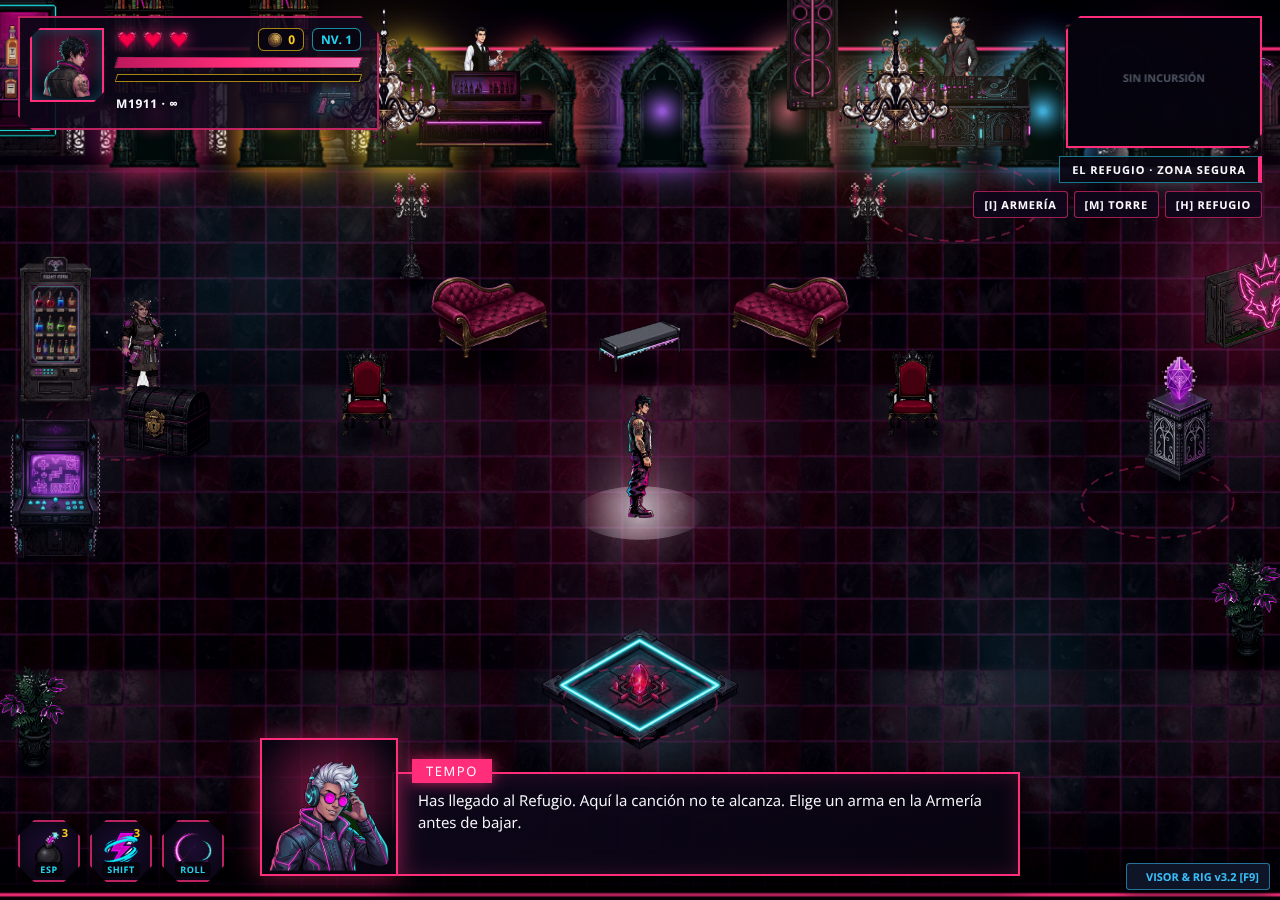 0
NV. 1
M1911 · ∞
SIN INCURSIÓN
EL REFUGIO · ZONA SEGURA
[I] ARMERÍA
[M] TORRE
[H] REFUGIO
TEMPO
Has llegado al Refugio. Aquí la canción no te alcanza. Elige un arma en la Armería
antes de bajar.
3
ESP
3
SHIFT
ROLL
VISOR & RIG v3.2 [F9]